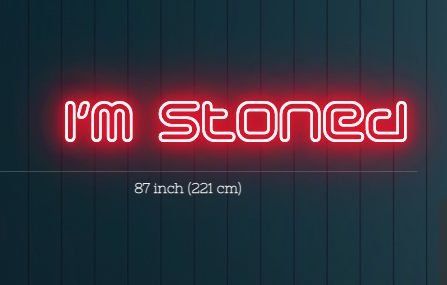 I'm stoned
87 inch (221 cm)